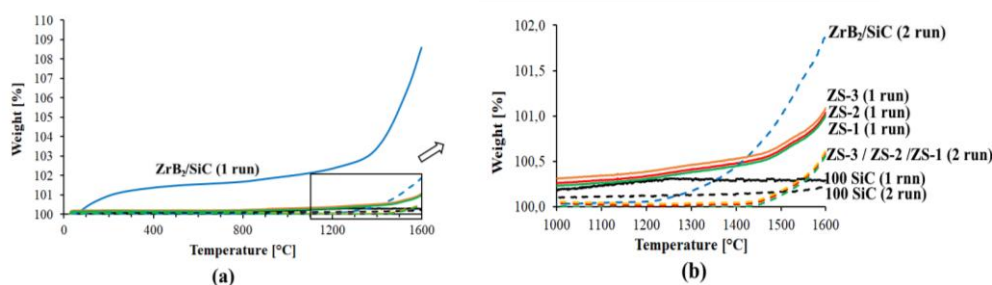 110
109
108
107
106
105
104
103
102
101
100
Weight [%]
ZrB₂/SiC (1 run)
0
400
800
1200
1600
Temperature [°C]
(a)
102.0
101,5
101.0
100.5
100.0
Weight [%]
1000
1100
1200
1300
1400
1500
1600
Temperature [°C]
ZrB₂/SiC (2 run)
ZS-3 (1 run)
ZS-2 (1 run)
ZS-1 (1 run)
ZS-3 / ZS-2 /ZS-1 (2 run)
100 SiC (1 rnn)
100 SiC (2 run)
(b)